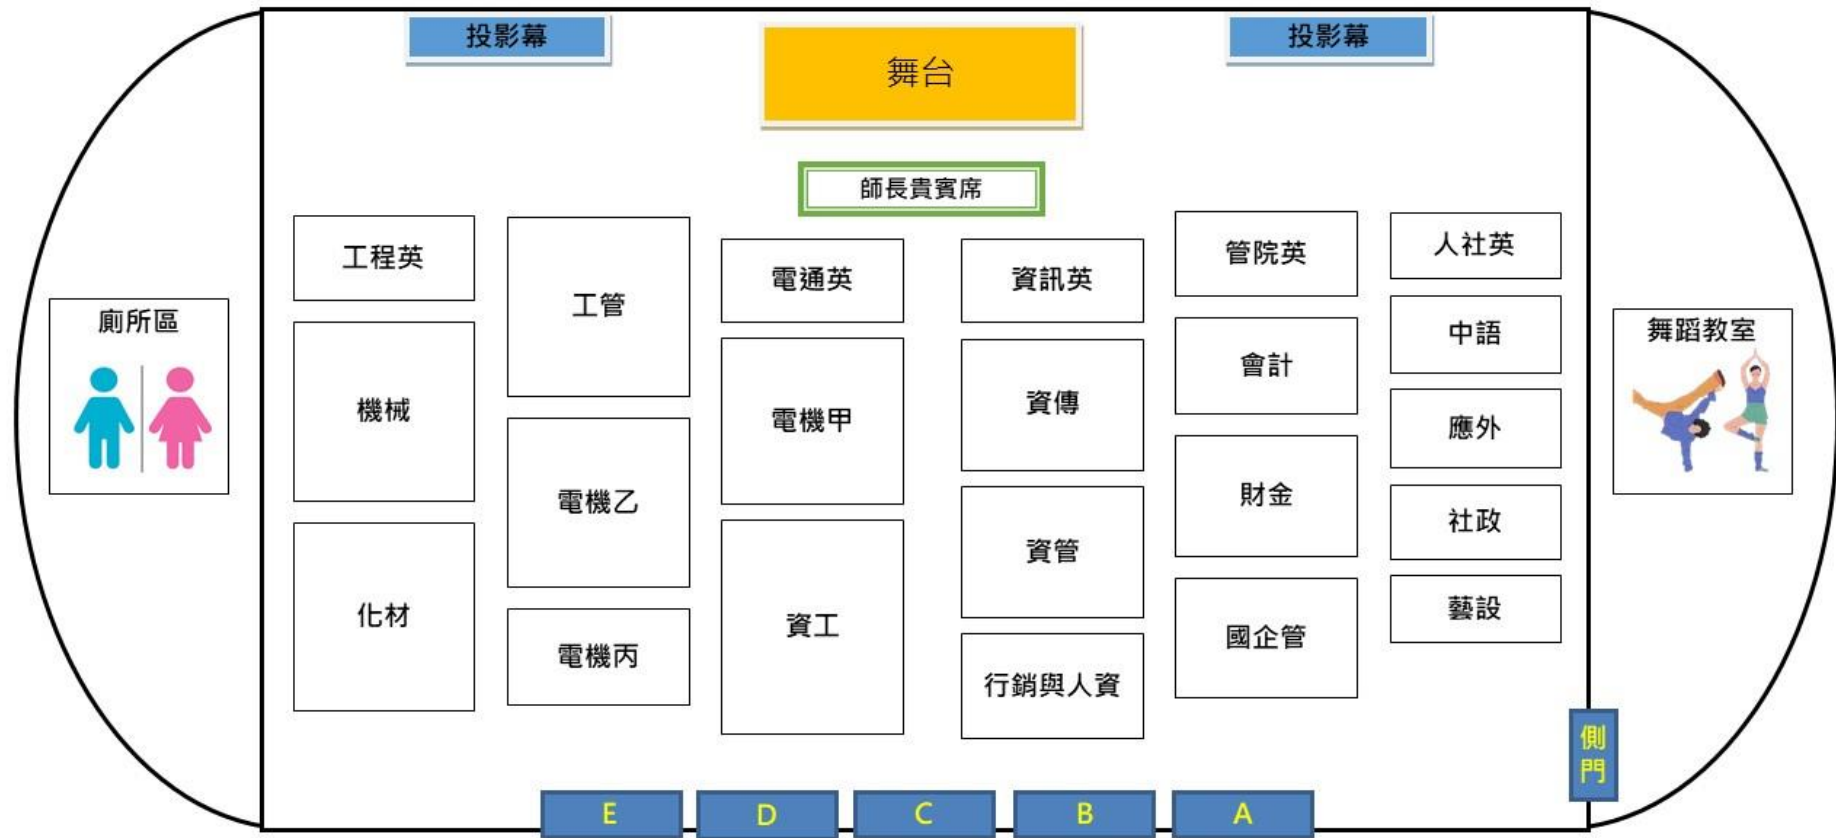 投影幕
舞台
投影幕
師長貴賓席
廁所區
工程英
機械
化材
工管
電機乙
電機丙
電通英
電機甲
資工
資訊英
資傳
資管
行銷與人資
管院英
會計
財金
國企管
人社英
中語
應外
社政
藝設
舞蹈教室
側
門
E
D
C
B
A